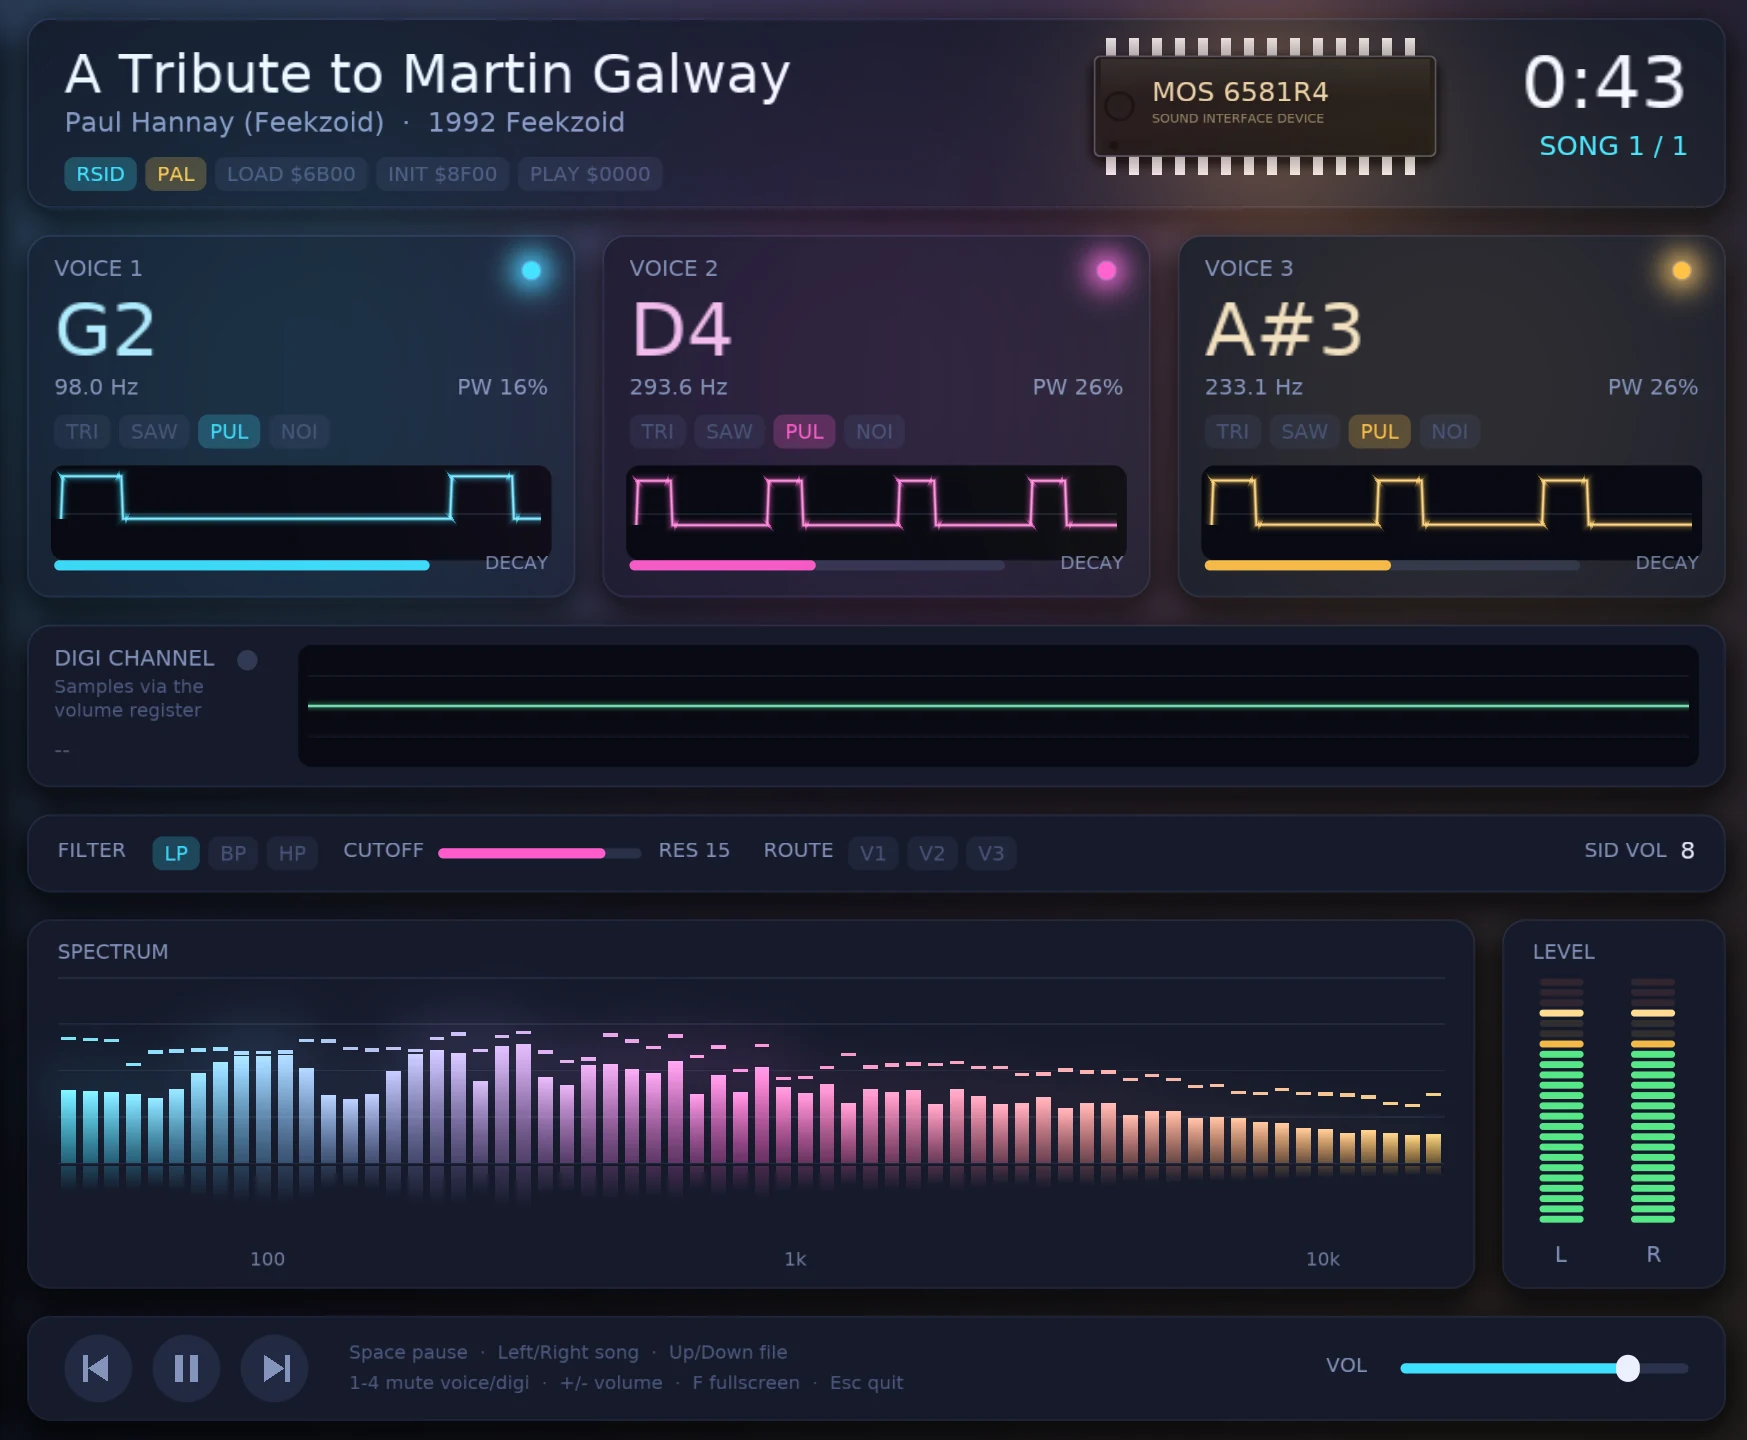 A Tribute to Martin Galway
Paul Hannay (Feekzoid) · 1992 Feekzoid
RSID PAL LOAD $6B00 INIT $8F00 PLAY $0000
MOS 6581R4
SOUND INTERFACE DEVICE
0:43
SONG 1 / 1
VOICE 1
G2
98.0 Hz PW 16%
TRI SAW PUL NOI
DECAY
VOICE 2
D4
293.6 Hz PW 26%
TRI SAW PUL NOI
DECAY
VOICE 3
A#3
233.1 Hz PW 26%
TRI SAW PUL NOI
DECAY
DIGI CHANNEL
Samples via the
volume register
--
FILTER LP BP HP CUTOFF RES 15 ROUTE V1 V2 V3 SID VOL 8
SPECTRUM
100 1k 10k
LEVEL
L R
Space pause · Left/Right song · Up/Down file
1-4 mute voice/digi · +/- volume · F fullscreen · Esc quit
VOL